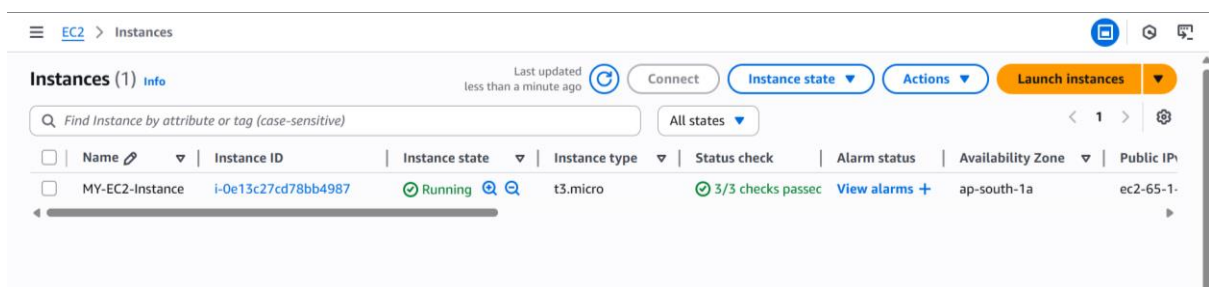 EC2 > Instances
Instances (1) Info
Last updated
less than a minute ago
Connect
Instance state
Actions
Launch instances
Find Instance by attribute or tag (case-sensitive)
All states
< 1 >
Name | Instance ID | Instance state | Instance type | Status check | Alarm status | Availability Zone | Public IPv
MY-EC2-Instance i-0e13c27cd78bb4987 Running t3.micro 3/3 checks passec View alarms + ap-south-1a ec2-65-1-